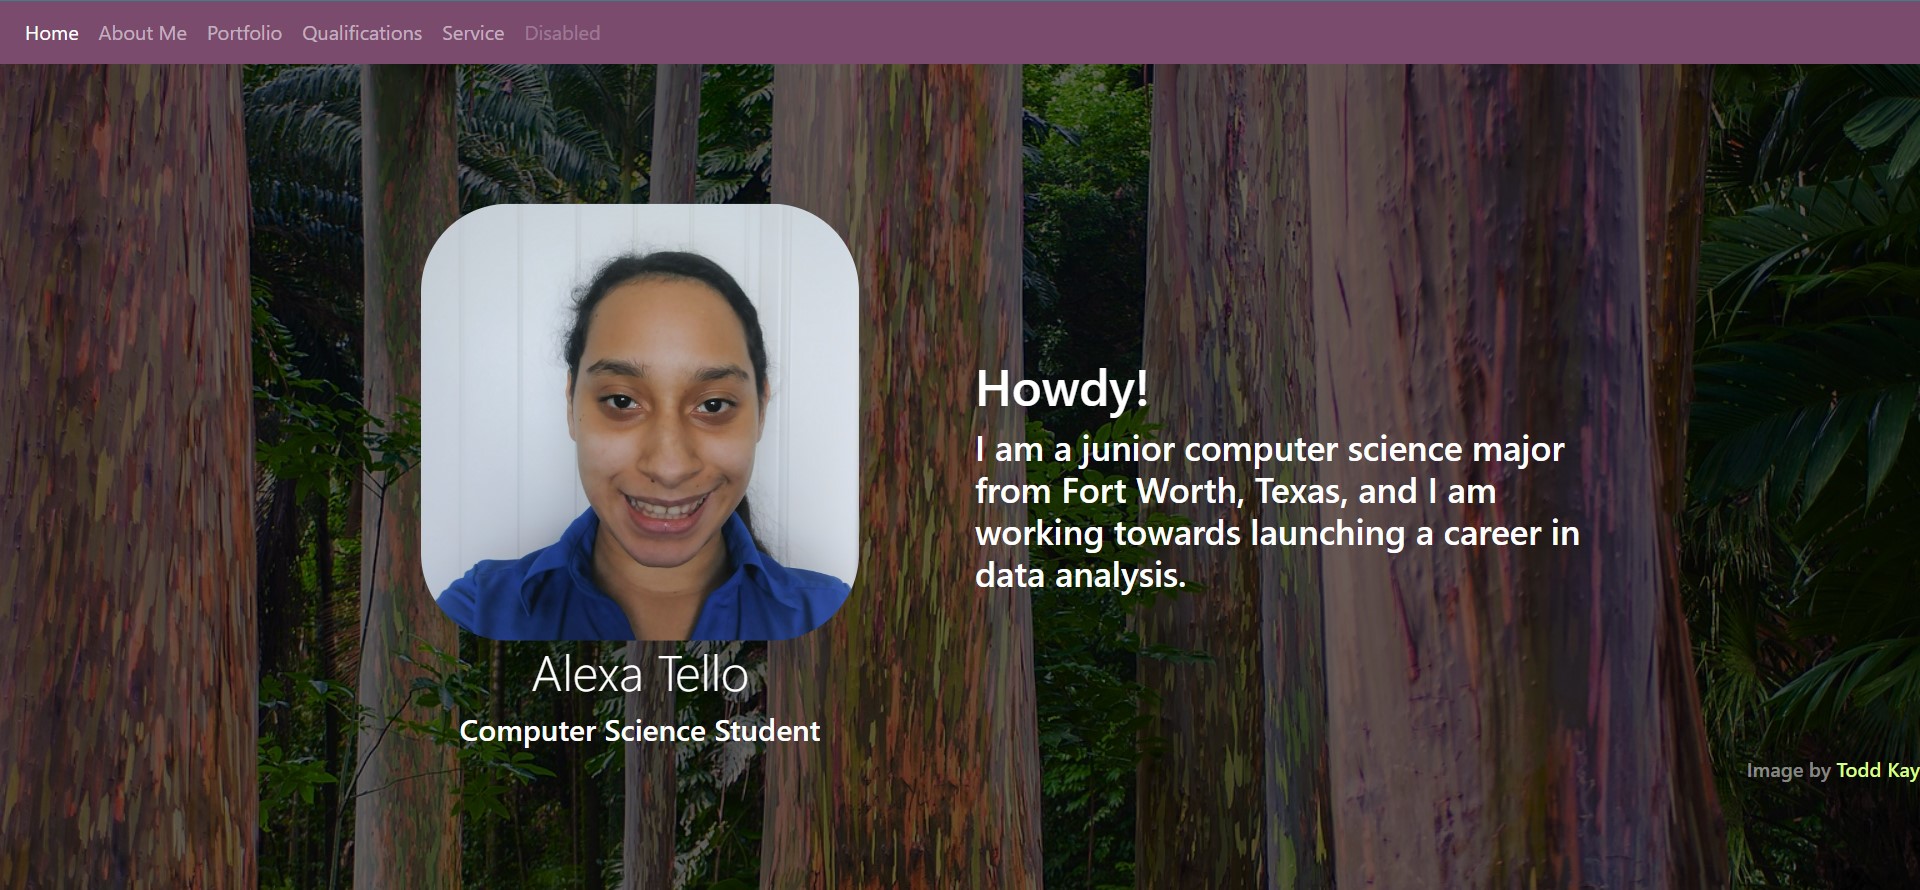 Home About Me Portfolio Qualifications Service Disabled
Howdy!
I am a junior computer science major
from Fort Worth, Texas, and I am
working towards launching a career in
data analysis.
Alexa Tello
Computer Science Student
Image by Todd Kay